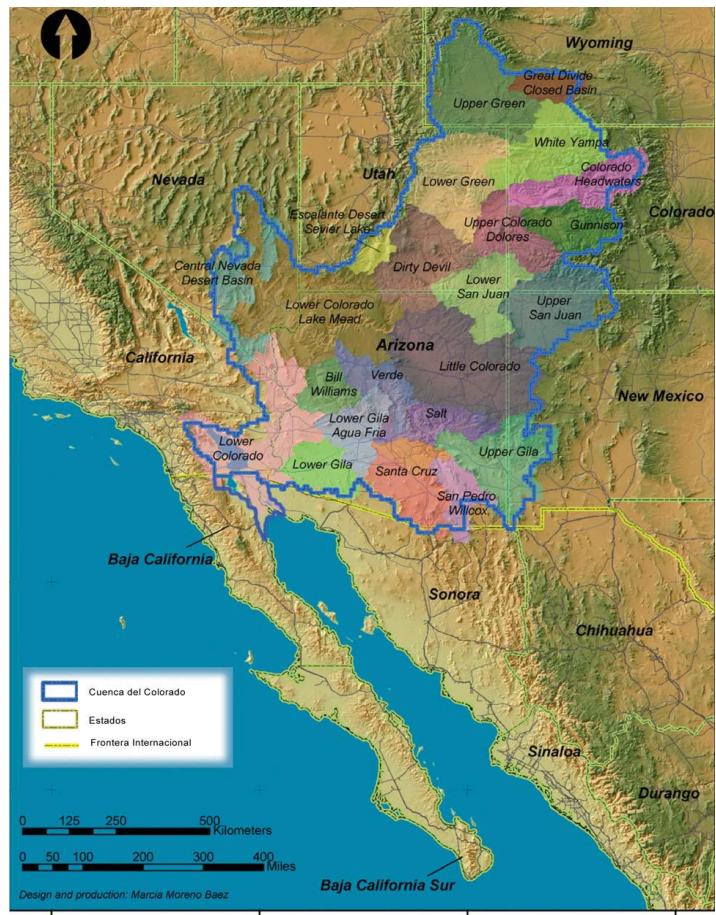 Wyoming
Great Divide
Closed Basin
Upper Green
White Yampa
Colorado
Headwaters
Utah
Nevada
Lower Green
Colorado
Escalante Desert
Sevier Lake
Upper Colorado
Dolores
Gunnison
Central Nevada
Desert Basin
Dirty Devil
Lower
San Juan
Upper
San Juan
Lower Colorado
Lake Mead
Arizona
California
Little Colorado
Bill
Williams
Verde
New Mexico
Lower Gila
Agua Fria
Salt
Lower
Colorado
Lower Gila
Santa Cruz
Upper Gila
San Pedro
Willcox
Baja California
Sonora
Chihuahua
Cuenca del Colorado
Estados
Frontera Internacional
Sinaloa
Durango
0 125 250 500
Kilometers
0 50 100 200 300 400
Miles
Baja California Sur
Design and production: Marcia Moreno Baez